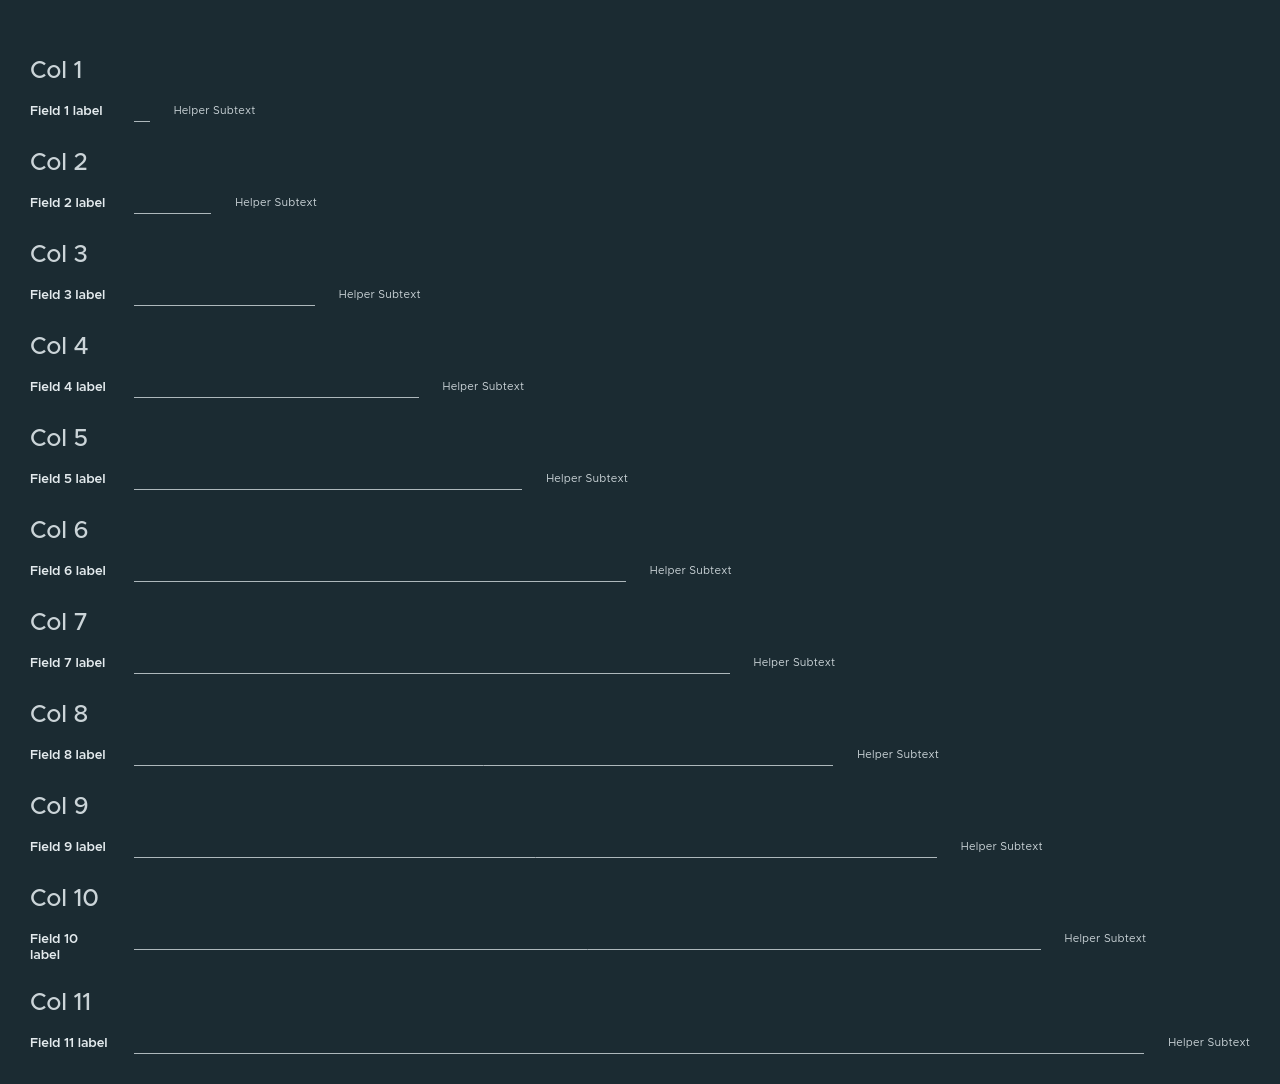 Col 1
Field 1 label Helper Subtext
Col 2
Field 2 label Helper Subtext
Col 3
Field 3 label Helper Subtext
Col 4
Field 4 label Helper Subtext
Col 5
Field 5 label Helper Subtext
Col 6
Field 6 label Helper Subtext
Col 7
Field 7 label Helper Subtext
Col 8
Field 8 label Helper Subtext
Col 9
Field 9 label Helper Subtext
Col 10
Field 10 Helper Subtext
label
Col 11
Field 11 label Helper Subtext